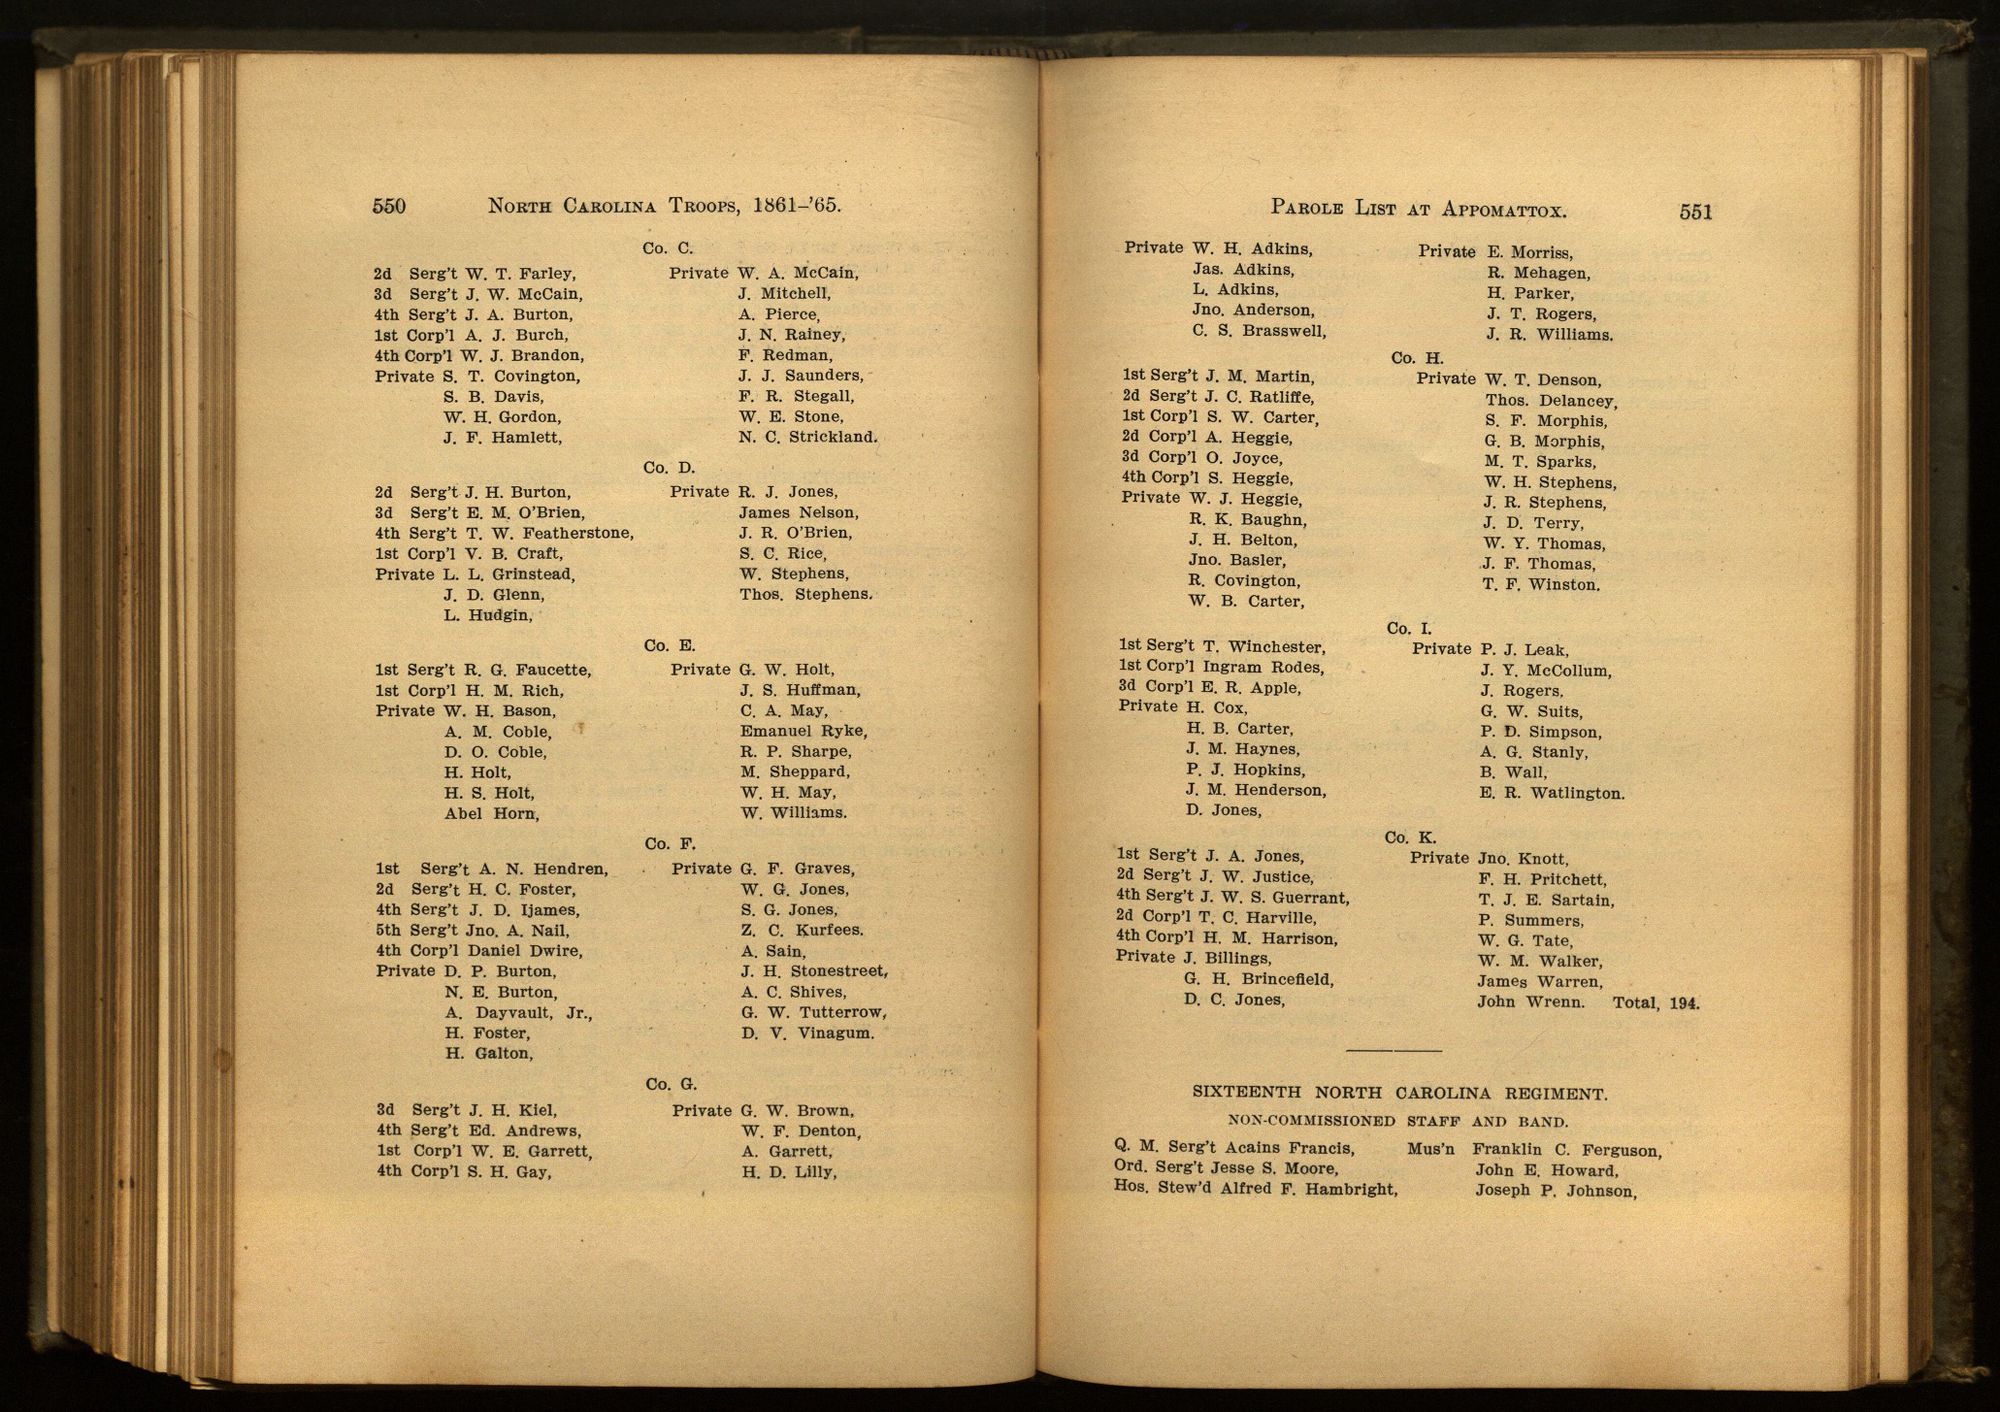 550 NORTH CAROLINA TROOPS, 1861-'65.
Co. C.
2d Serg't W. T. Farley,
3d Serg't J. W. McCain,
4th Serg't J. A. Burton,
1st Corp'l A. J. Burch,
4th Corp'l W. J. Brandon,
Private S. T. Covington,
S. B. Davis,
W. H. Gordon,
J. F. Hamlett,
Private W. A. McCain,
J. Mitchell,
A. Pierce,
J. N. Rainey,
F. Redman,
J. J. Saunders,
F. R. Stegall,
W. E. Stone,
N. C. Strickland.
Co. D.
2d Serg't J. H. Burton,
3d Serg't E. M. O'Brien,
4th Serg't T. W. Featherstone,
1st Corp'l V. B. Craft,
Private L. L. Grinstead,
J. D. Glenn,
L. Hudgin,
Private R. J. Jones,
James Nelson,
J. R. O'Brien,
S. C. Rice,
W. Stephens,
Thos. Stephens.
Co. E.
1st Serg't R. G. Faucette,
1st Corp'l H. M. Rich,
Private W. H. Bason,
A. M. Coble,
D. O. Coble,
H. Holt,
H. S. Holt,
Abel Horn,
Private G. W. Holt,
J. S. Huffman,
C. A. May,
Emanuel Ryke,
R. P. Sharpe,
M. Sheppard,
W. H. May,
W. Williams.
Co. F.
1st Serg't A. N. Hendren,
2d Serg't H. C. Foster,
4th Serg't J. D. Ijames,
5th Serg't Jno. A. Nail,
4th Corp'l Daniel Dwire,
Private D. P. Burton,
N. E. Burton,
A. Dayvault, Jr.,
H. Foster,
H. Galton,
Private G. F. Graves,
W. G. Jones,
S. G. Jones,
Z. C. Kurfees.
A. Sain,
J. H. Stonestreet,
A. C. Shives,
G. W. Tutterrow,
D. V. Vinagum.
Co. G.
3d Serg't J. H. Kiel,
4th Serg't Ed. Andrews,
1st Corp'l W. E. Garrett,
4th Corp'l S. H. Gay,
Private G. W. Brown,
W. F. Denton,
A. Garrett,
H. D. Lilly,
PAROLE LIST AT APPOMATTOX. 551
Private W. H. Adkins,
Jas. Adkins,
L. Adkins,
Jno. Anderson,
C. S. Brasswell,
Private E. Morriss,
R. Mehagen,
H. Parker,
J. T. Rogers,
J. R. Williams.
Co. H.
1st Serg't J. M. Martin,
2d Serg't J. C. Ratliffe,
1st Corp'l S. W. Carter,
2d Corp'l A. Heggie,
3d Corp'l O. Joyce,
4th Corp'l S. Heggie,
Private W. J. Heggie,
R. K. Baughn,
J. H. Belton,
Jno. Basler,
R. Covington,
W. B. Carter,
Private W. T. Denson,
Thos. Delancey,
S. F. Morphis,
G. B. Morphis,
M. T. Sparks,
W. H. Stephens,
J. R. Stephens,
J. D. Terry,
W. Y. Thomas,
J. F. Thomas,
T. F. Winston.
Co. I.
1st Serg't T. Winchester,
1st Corp'l Ingram Rodes,
3d Corp'l E. R. Apple,
Private H. Cox,
H. B. Carter,
J. M. Haynes,
P. J. Hopkins,
J. M. Henderson,
D. Jones,
Private P. J. Leak,
J. Y. McCollum,
J. Rogers,
G. W. Suits,
P. D. Simpson,
A. G. Stanly,
B. Wall,
E. R. Watlington.
Co. K.
1st Serg't J. A. Jones,
2d Serg't J. W. Justice,
4th Serg't J. W. S. Guerrant,
2d Corp'l T. C. Harville,
4th Corp'l H. M. Harrison,
Private J. Billings,
G. H. Brincefield,
D. C. Jones,
Private Jno. Knott,
F. H. Pritchett,
T. J. E. Sartain,
P. Summers,
W. G. Tate,
W. M. Walker,
James Warren,
John Wrenn. Total, 194.
SIXTEENTH NORTH CAROLINA REGIMENT.
NON-COMMISSIONED STAFF AND BAND.
Q. M. Serg't Acains Francis,
Ord. Serg't Jesse S. Moore,
Hos. Stew'd Alfred F. Hambright,
Mus'n Franklin C. Ferguson,
John E. Howard,
Joseph P. Johnson,